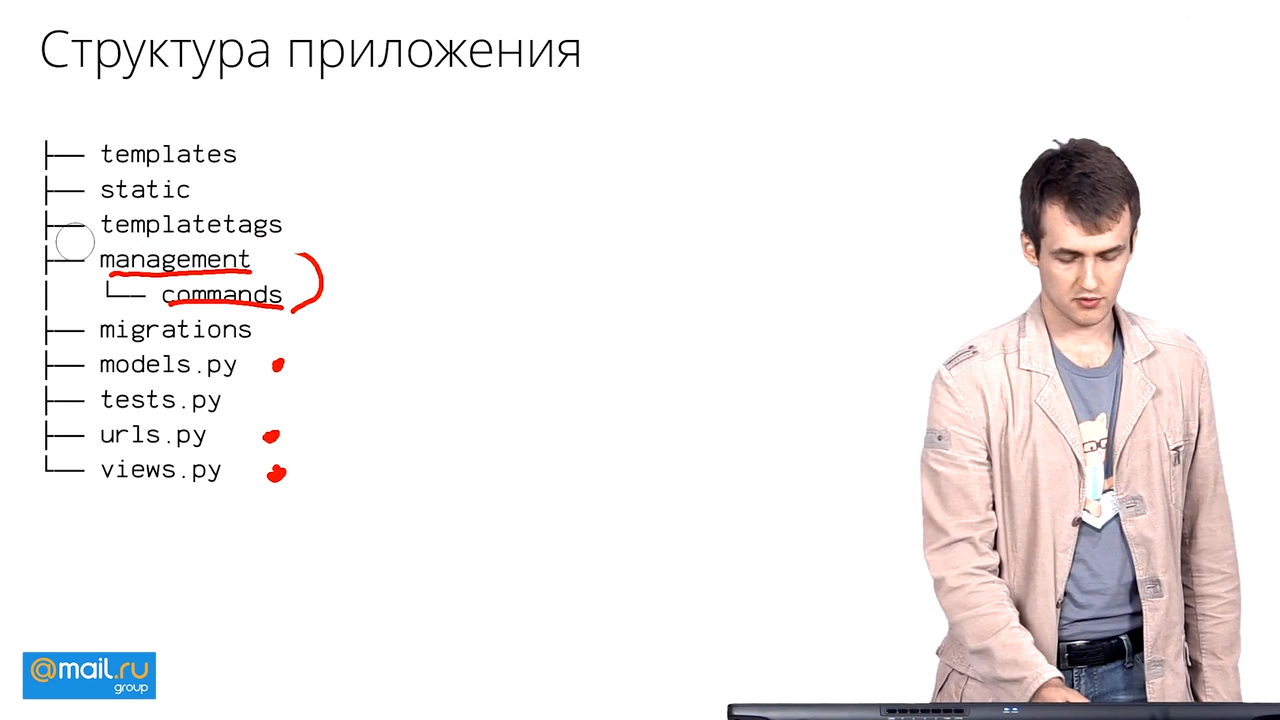 Структура приложения
├── templates
├── static
├── templatetags
├── management
│   └── commands
├── migrations
├── models.py
├── tests.py
├── urls.py
└── views.py
@mail.ru
group